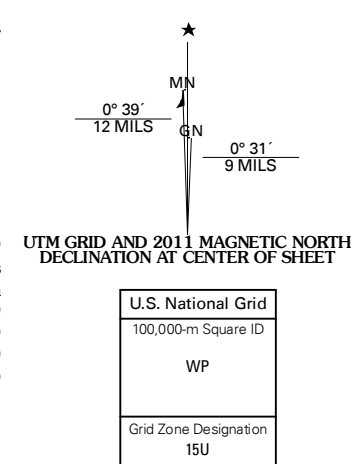 MN
0° 39´
12 MILS
GN
0° 31´
9 MILS
UTM GRID AND 2011 MAGNETIC NORTH
DECLINATION AT CENTER OF SHEET
U.S. National Grid
100,000-m Square ID
WP
Grid Zone Designation
15U